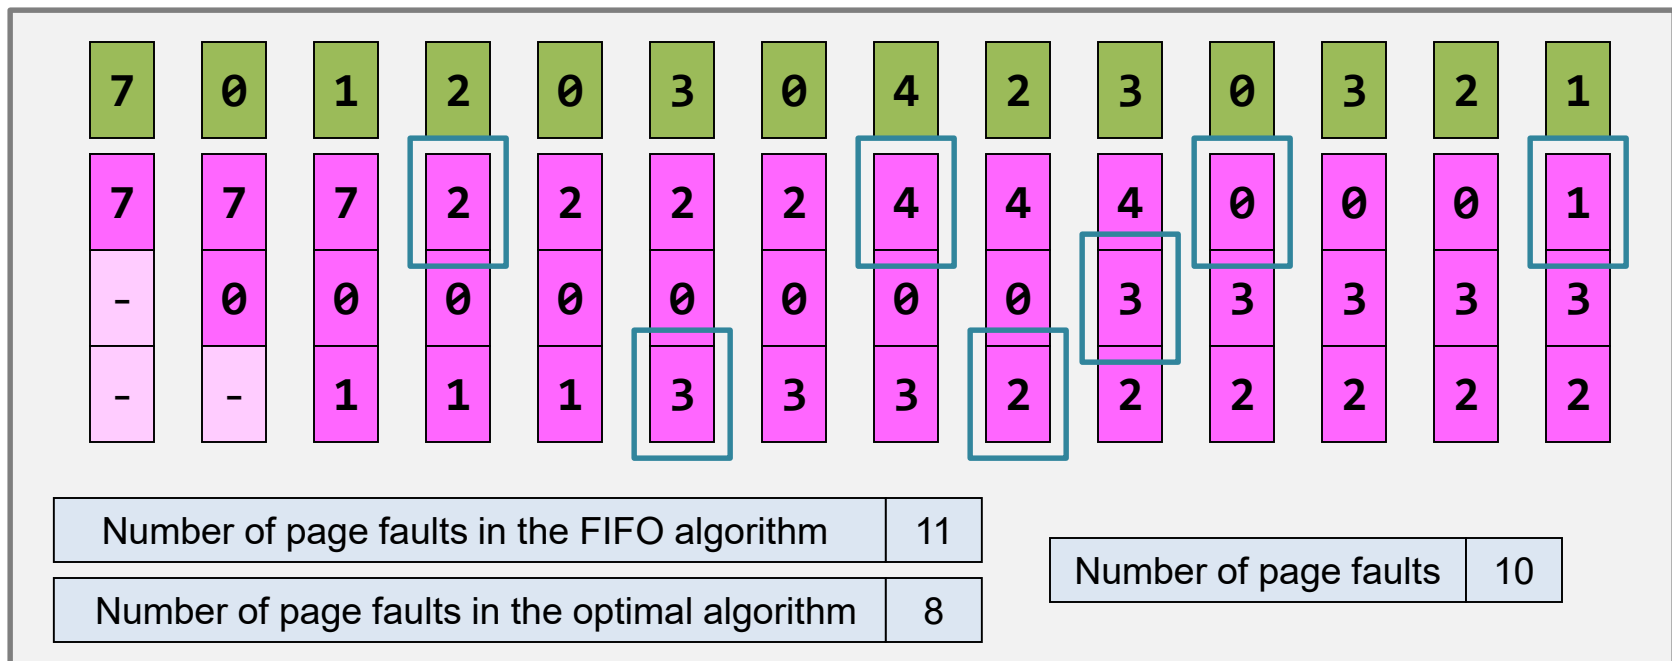 7 0 1 2 0 3 0 4 2 3 0 3 2 1
7 7 7 2 2 2 2 4 4 4 0 0 0 1
- 0 0 0 0 0 0 0 0 3 3 3 3 3
- - 1 1 1 3 3 3 2 2 2 2 2 2
Number of page faults in the FIFO algorithm 11
Number of page faults 10
Number of page faults in the optimal algorithm 8